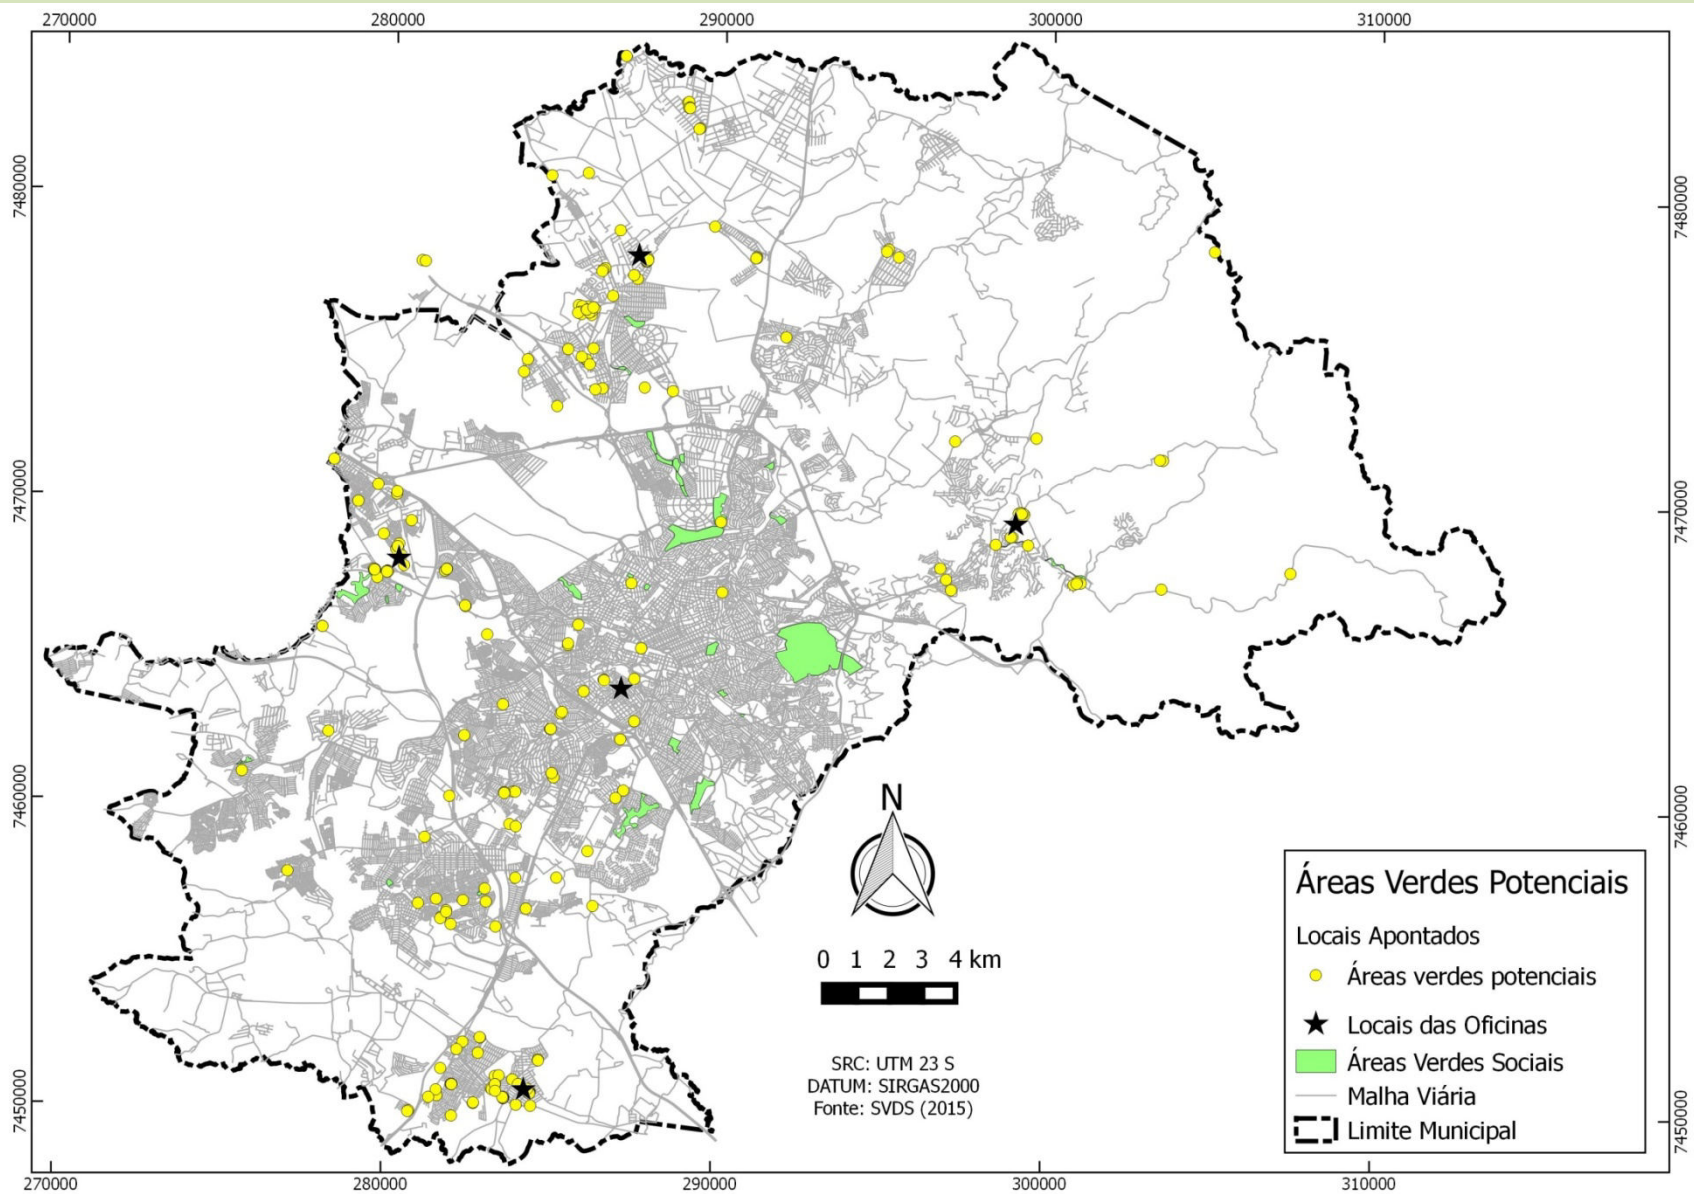 270000 280000 290000 300000 310000
7480000
7480000
7470000
7470000
7460000
7460000
7450000
7450000
N
0 1 2 3 4 km
SRC: UTM 23 S
DATUM: SIRGAS2000
Fonte: SVDS (2015)
Áreas Verdes Potenciais
Locais Apontados
Áreas verdes potenciais
Locais das Oficinas
Áreas Verdes Sociais
Malha Viária
Limite Municipal
270000 280000 290000 300000 310000